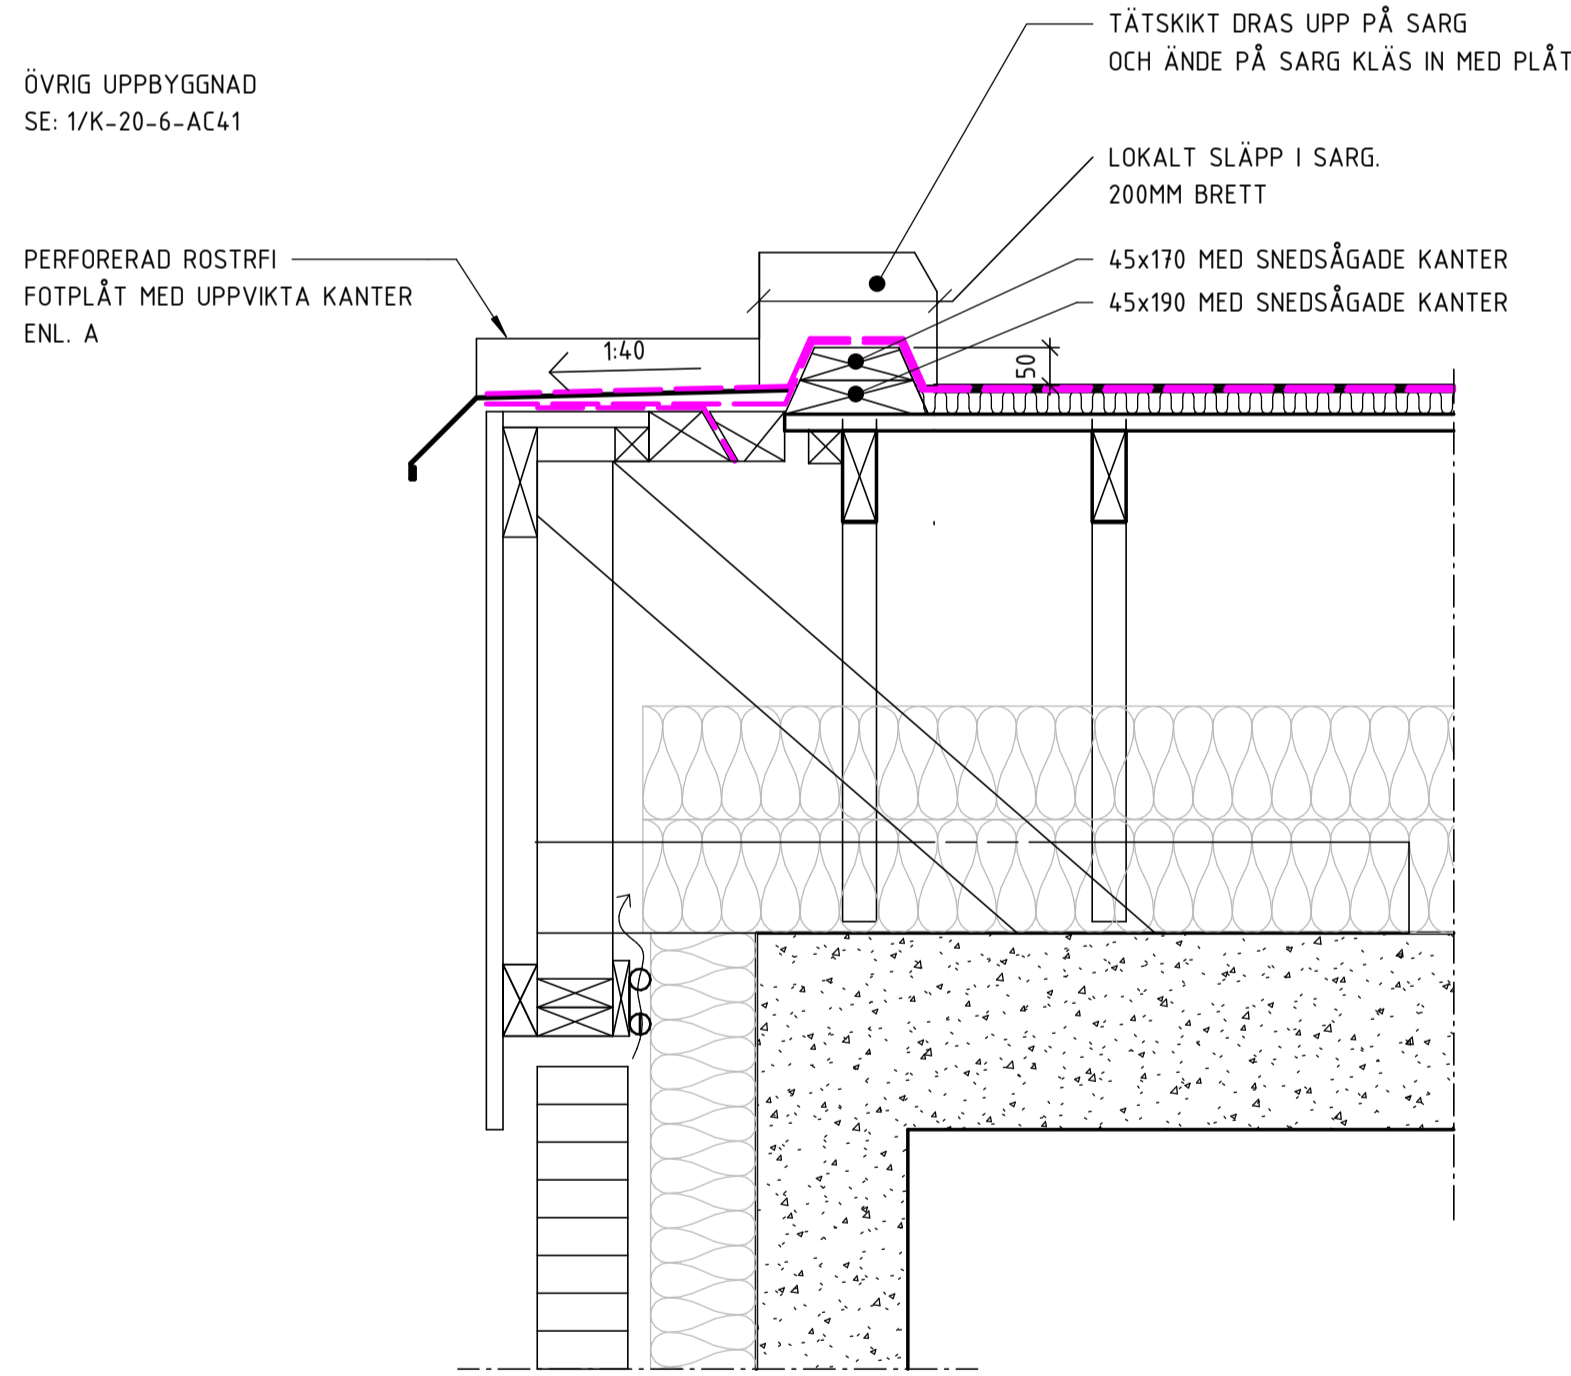 TÄTSKIKT DRAS UPP PÅ SARG
OCH ÄNDE PÅ SARG KLÄS IN MED PLÅT
ÖVRIG UPPBYGGNAD
SE: 1/K-20-6-AC41
LOKALT SLÄPP I SARG.
200MM BRETT
PERFORERAD ROSTRFI
FOTPLÅT MED UPPVIKTA KANTER
ENL. A
45x170 MED SNEDSÅGADE KANTER
45x190 MED SNEDSÅGADE KANTER
1:40
50